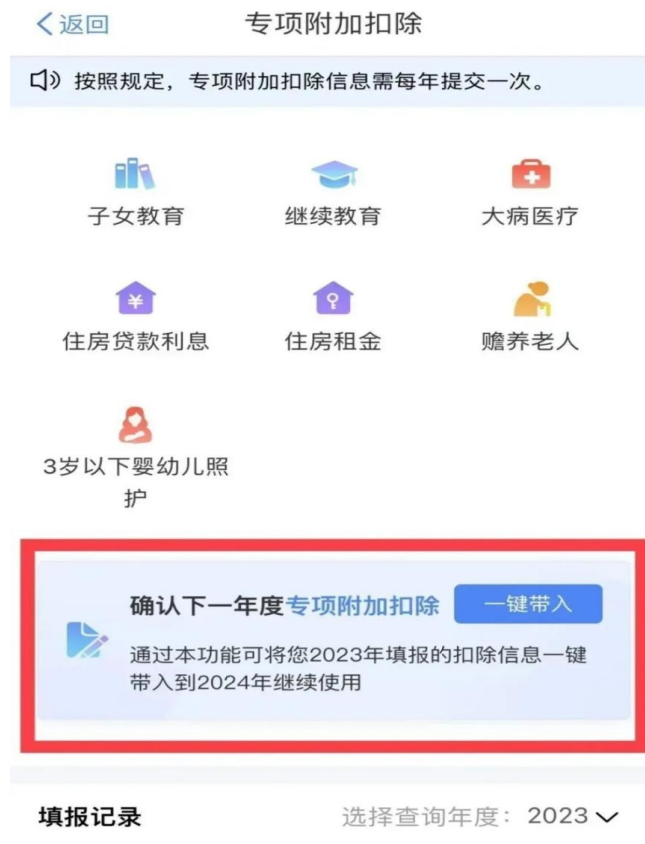 返回 专项附加扣除
按照规定，专项附加扣除信息需每年提交一次。
子女教育 继续教育 大病医疗
¥
住房贷款利息 住房租金 赡养老人
3岁以下婴幼儿照
护
确认下一年度专项附加扣除 一键带入
通过本功能可将您2023年填报的扣除信息一键
带入到2024年继续使用
填报记录 选择查询年度：2023